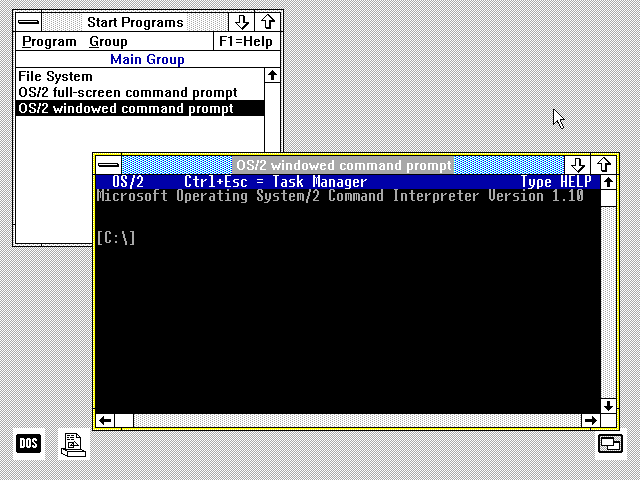 Start Programs
Program Group F1=Help
Main Group
File System
OS/2 full-screen command prompt
OS/2 windowed command prompt
OS/2 windowed command prompt
OS/2 Ctrl+Esc = Task Manager Type HELP
Microsoft Operating System/2 Command Interpreter Version 1.10
[C:\]
DOS